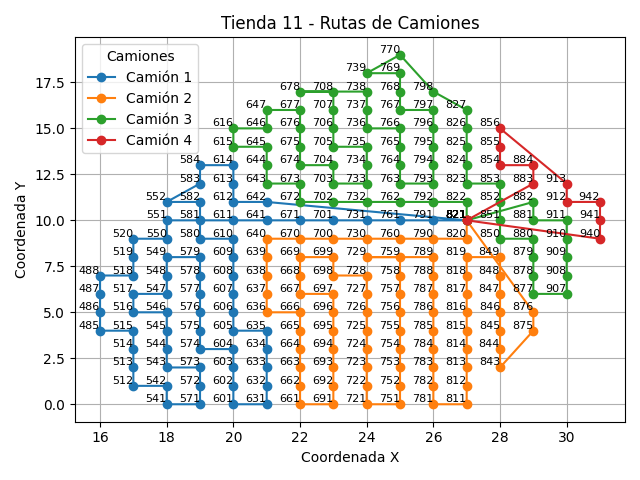 Tienda 11 - Rutas de Camiones
Camiones
Camión 1
Camión 2
Camión 3
Camión 4
770
739 769
678 708 738 768 798
647 677 707 737 767 797 827
616 646 676 706 736 766 796 826 856
615 645 675 705 735 765 795 825 855
584 614 644 674 704 734 764 794 824 854 884
583 613 643 673 703 733 763 793 823 853 883 913
552 582 612 642 672 702 732 762 792 822 852 882 912 942
551 581 611 641 671 701 731 761 791 821 851 881 911 941
520 550 580 610 640 670 700 730 760 790 820 850 880 910 940
519 549 579 609 639 669 699 729 759 789 819 849 879 909
488 518 548 578 608 638 668 698 728 758 788 818 848 878 908
487 517 547 577 607 637 667 697 727 757 787 817 847 877 907
486 516 546 576 606 636 666 696 726 756 786 816 846 876
485 515 545 575 605 635 665 695 725 755 785 815 845 875
514 544 574 604 634 664 694 724 754 784 814 844
513 543 573 603 633 663 693 723 753 783 813 843
512 542 572 602 632 662 692 722 752 782 812
541 571 601 631 661 691 721 751 781 811
17.5
15.0
12.5
10.0
7.5
5.0
2.5
0.0
Coordenada Y
16 18 20 22 24 26 28 30
Coordenada X